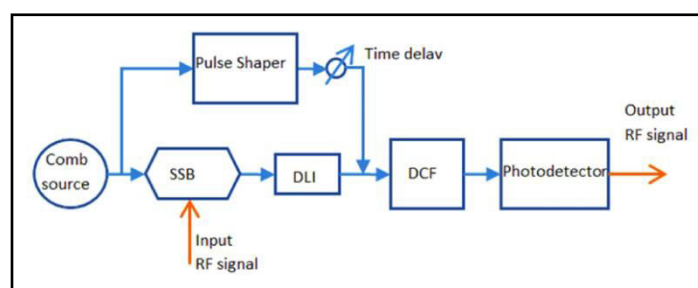 Pulse Shaper
Time delav
Output
RF signal
Comb
source
SSB
DLI
DCF
Photodetector
Input
RF signal